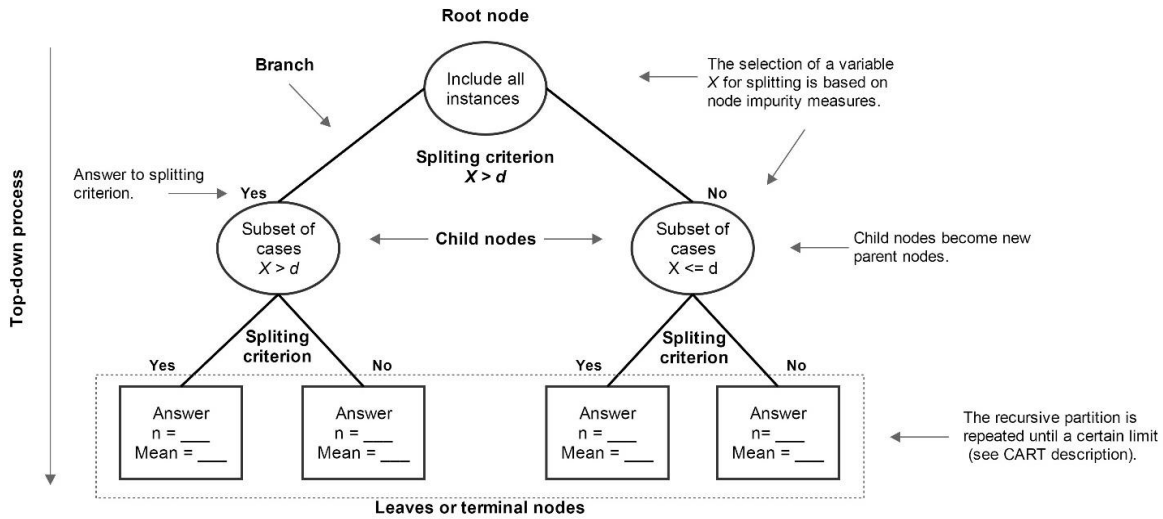 Root node
Include all
instances
Branch
The selection of a variable
X for splitting is based on
node impurity measures.
Spliting criterion
X > d
Answer to splitting
criterion.
Yes
No
Subset of
cases
X > d
Child nodes
Subset of
cases
X <= d
Child nodes become new
parent nodes.
Top-down process
Spliting
criterion
Yes
No
Spliting
criterion
Yes
No
Answer
n = ___
Mean = ___
Answer
n = ___
Mean = ___
Answer
n = ___
Mean = ___
Answer
n= ___
Mean = ___
The recursive partition is
repeated until a certain limit
(see CART description).
Leaves or terminal nodes